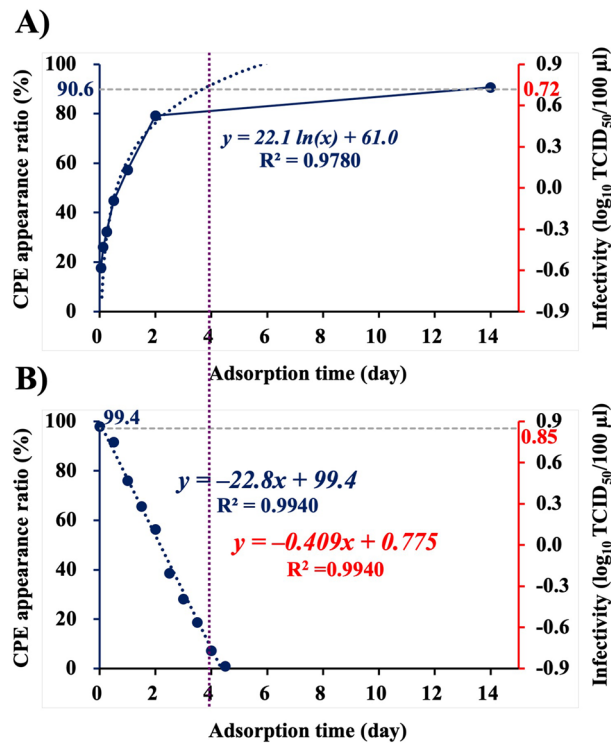 A)
CPE appearance ratio (%)
100
80
60
40
20
0
90.6
y = 22.1 ln(x) + 61.0
R² = 0.9780
0.72
0.9
0.6
0.3
0.0
-0.3
-0.6
-0.9
Infectivity (log₁₀ TCID₅₀/100 µl)
0 2 4 6 8 10 12 14
Adsorption time (day)
B)
CPE appearance ratio (%)
100
80
60
40
20
0
99.4
y = –22.8x + 99.4
R² = 0.9940
y = –0.409x + 0.775
R² =0.9940
0.85
0.9
0.6
0.3
0.0
-0.3
-0.6
-0.9
Infectivity (log₁₀ TCID₅₀/100 µl)
0 2 4 6 8 10 12 14
Adsorption time (day)